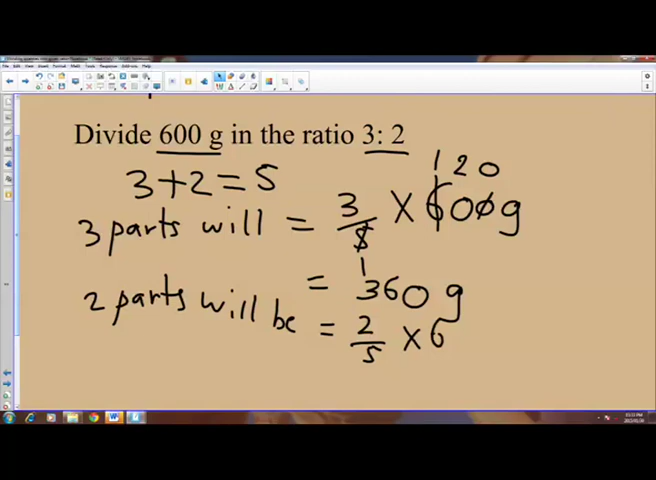 Divide 600 g in the ratio 3: 2
3+2=5
120
3 parts will = 3/5 × 600g
1
= 360 g
2 parts will be = 2/5 × 6